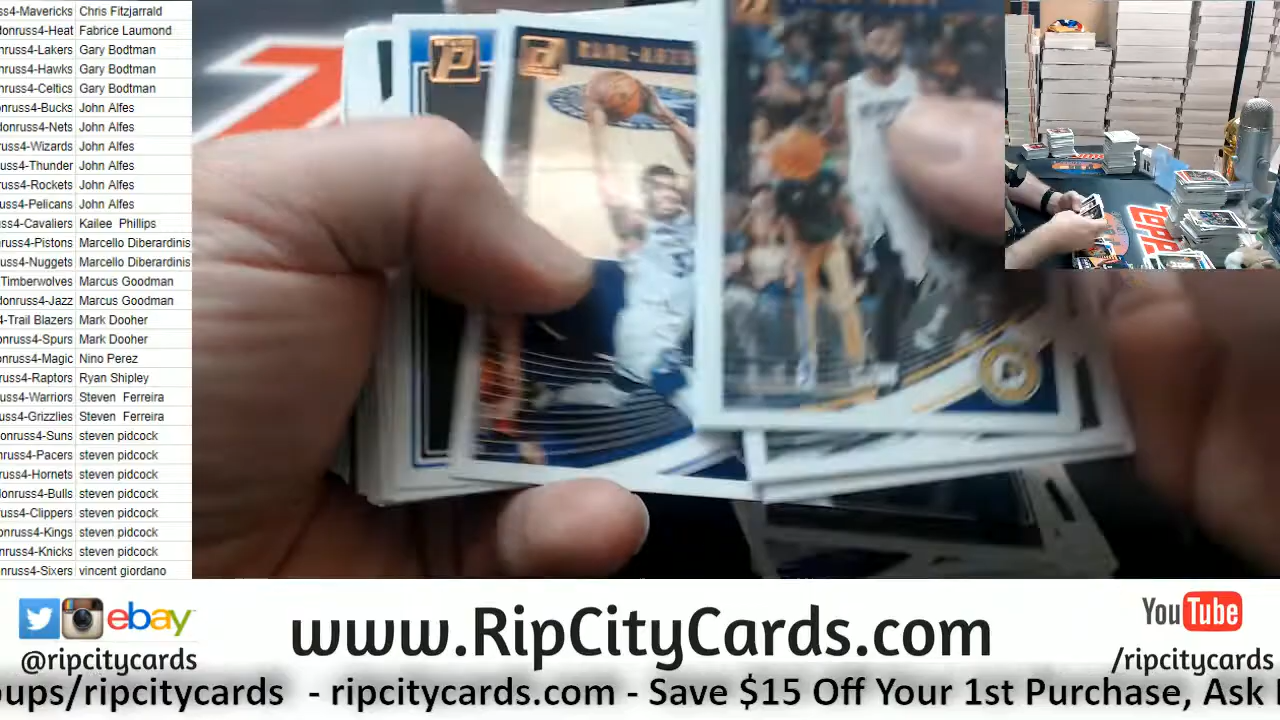 ss4-Mavericks Chris Fitzjarrald
donruss4-Heat Fabrice Laumond
nruss4-Lakers Gary Bodtman
nruss4-Hawks Gary Bodtman
nruss4-Celtics Gary Bodtman
onruss4-Bucks John Alfes
donruss4-Nets John Alfes
russ4-Wizards John Alfes
russ4-Thunder John Alfes
russ4-Rockets John Alfes
russ4-Pelicans John Alfes
uss4-Cavaliers Kailee Phillips
nruss4-Pistons Marcello Diberardinis
russ4-Nuggets Marcello Diberardinis
Timberwolves Marcus Goodman
donruss4-Jazz Marcus Goodman
4-Trail Blazers Mark Dooher
onruss4-Spurs Mark Dooher
onruss4-Magic Nino Perez
russ4-Raptors Ryan Shipley
uss4-Warriors Steven Ferreira
uss4-Grizzlies Steven Ferreira
onruss4-Suns steven pidcock
nruss4-Pacers steven pidcock
russ4-Hornets steven pidcock
donruss4-Bulls steven pidcock
russ4-Clippers steven pidcock
onruss4-Kings steven pidcock
onruss4-Knicks steven pidcock
nruss4-Sixers vincent giordano
ebay
@ripcitycards
www.RipCityCards.com
YouTube
/ripcitycards
oups/ripcitycards - ripcitycards.com - Save $15 Off Your 1st Purchase, Ask